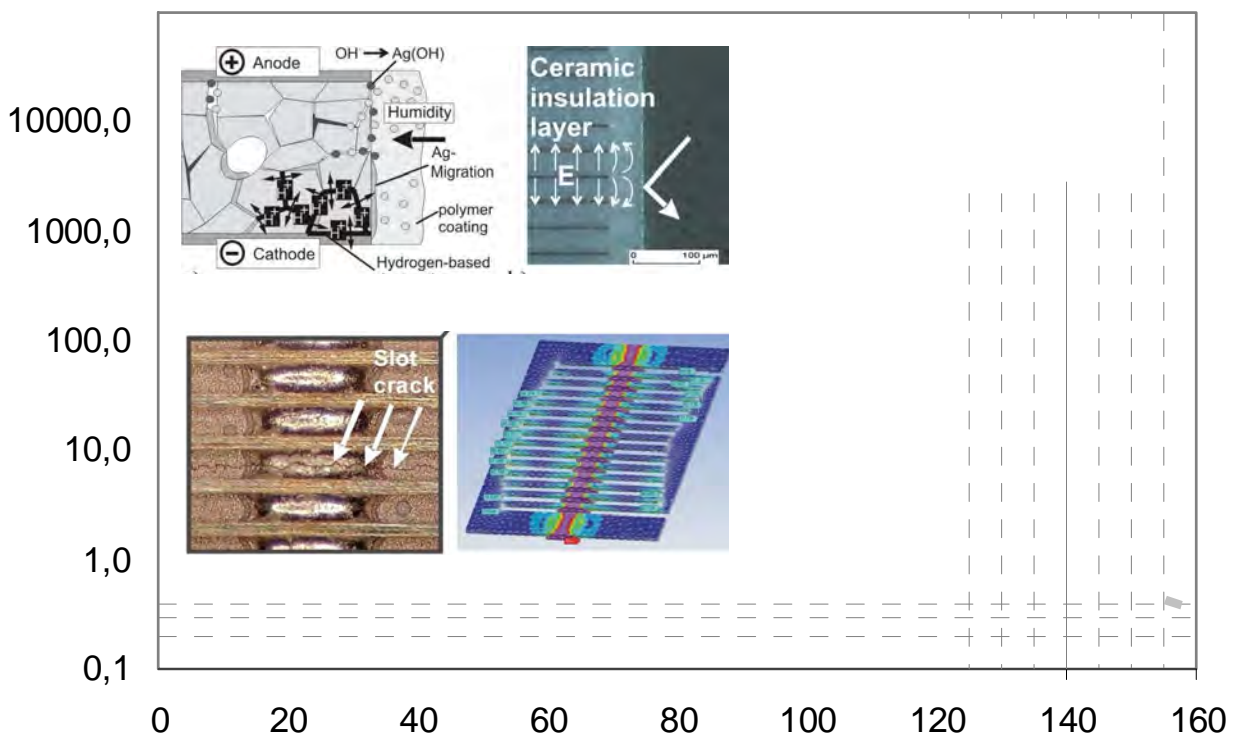 10000,0
1000,0
100,0
10,0
1,0
0,1
0 20 40 60 80 100 120 140 160
+ Anode
OH → Ag(OH)
Humidity
Ag-
Migration
polymer
coating
− Cathode
Hydrogen-based
Ceramic
insulation
layer
E
0 100 µm
Slot
crack